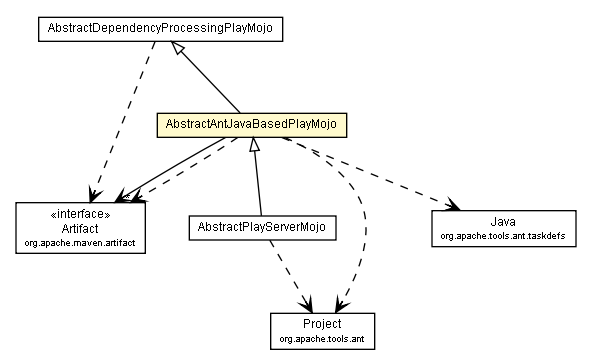 AbstractDependencyProcessingPlayMojo
AbstractAntJavaBasedPlayMojo
*
«interface»
Artifact
org.apache.maven.artifact
AbstractPlayServerMojo
Java
org.apache.tools.ant.taskdefs
Project
org.apache.tools.ant